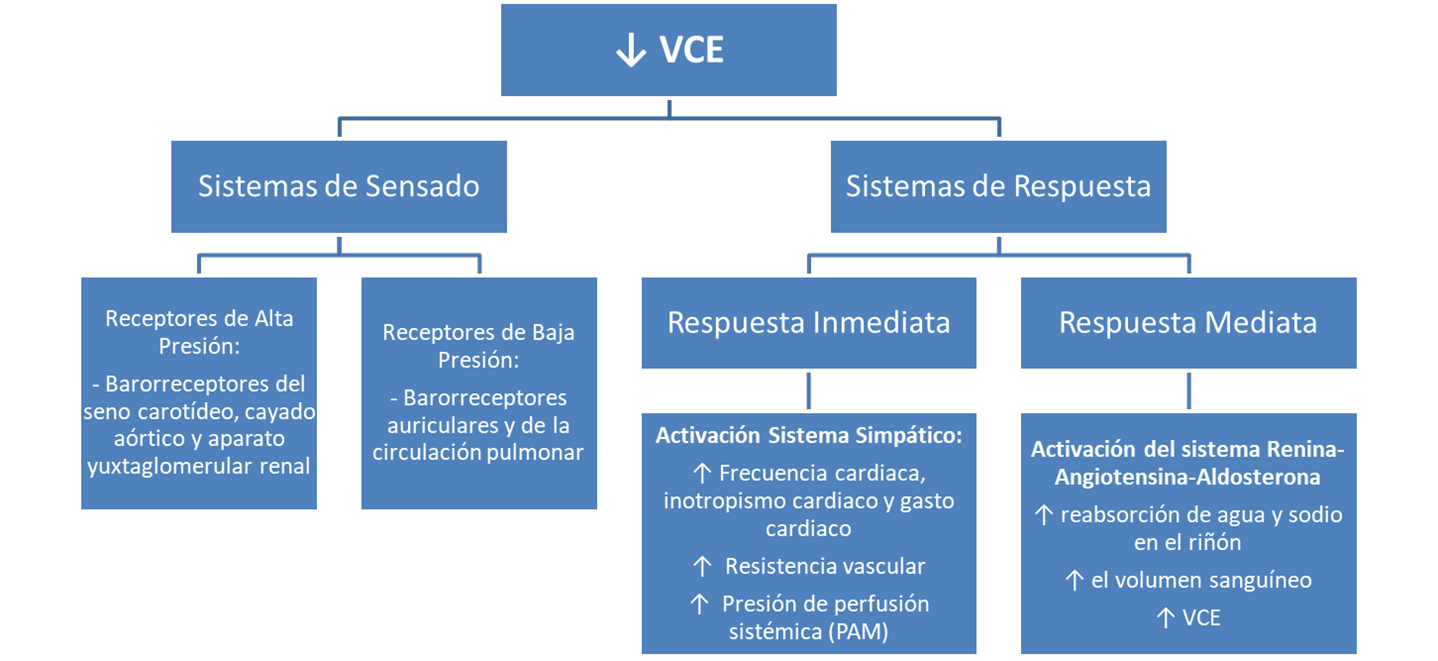 ↓ VCE
Sistemas de Sensado
Receptores de Alta
Presión:
- Barorreceptores del
seno carotídeo, cayado
aórtico y aparato
yuxtaglomerular renal
Receptores de Baja
Presión:
- Barorreceptores
auriculares y de la
circulación pulmonar
Sistemas de Respuesta
Respuesta Inmediata
Activación Sistema Simpático:
↑ Frecuencia cardiaca,
inotropismo cardiaco y gasto
cardiaco
↑ Resistencia vascular
↑ Presión de perfusión
sistémica (PAM)
Respuesta Mediata
Activación del sistema Renina-
Angiotensina-Aldosterona
↑ reabsorción de agua y sodio
en el riñón
↑ el volumen sanguíneo
↑ VCE